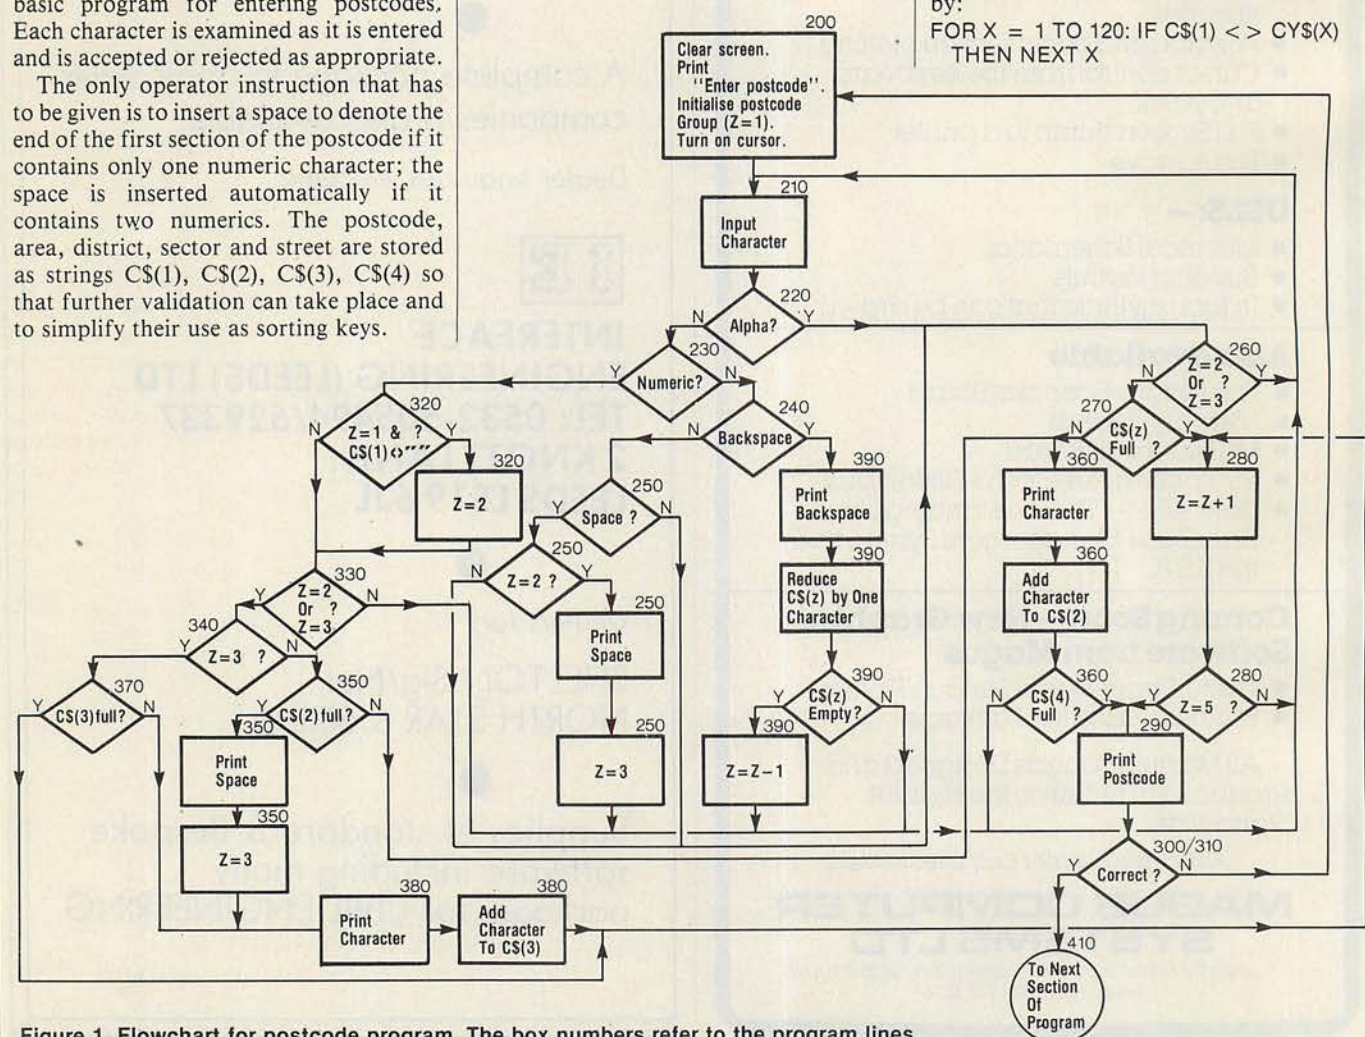 basic program for entering postcodes.
Each character is examined as it is entered
and is accepted or rejected as appropriate.
The only operator instruction that has
to be given is to insert a space to denote the
end of the first section of the postcode if it
contains only one numeric character; the
space is inserted automatically if it
contains two numerics. The postcode,
area, district, sector and street are stored
as strings C$(1), C$(2), C$(3), C$(4) so
that further validation can take place and
to simplify their use as sorting keys.
by:
FOR X = 1 TO 120: IF C$(1) < > CY$(X)
THEN NEXT X
200
Clear screen.
Print
"Enter postcode".
Initialise postcode
Group (Z=1).
Turn on cursor.
210
Input
Character
220
N Alpha? Y
230
Y Numeric? N
240
N Backspace Y
260
Z=2
Or ?
Z=3
N Y
270
N C$(z) Y
Full ?
320
N Z=1 & ? Y
C$(1)<>""
320
Z=2
250
Y Space ? N
250
N Z=2 ? Y
250
Print
Space
250
Z=3
390
Print
Backspace
390
Reduce
C$(z) by One
Character
390
Y C$(z) N
Empty?
390
Z=Z-1
360
Print
Character
360
Add
Character
To C$(2)
360
N C$(4) Y
Full ?
280
Z=Z+1
280
Y Z=5 ? N
290
Print
Postcode
300/310
Y Correct ? N
410
To Next
Section
Of
Program
330
Y Z=2 N
Or ?
Z=3
340
Y Z=3 ? N
370
Y C$(3)full? N
350
Y C$(2)full? N
350
Print
Space
350
Z=3
380
Print
Character
380
Add
Character
To C$(3)
Figure 1. Flowchart for postcode program. The box numbers refer to the program lines
INTERFACE
ENGINEERING (LEEDS) LTD